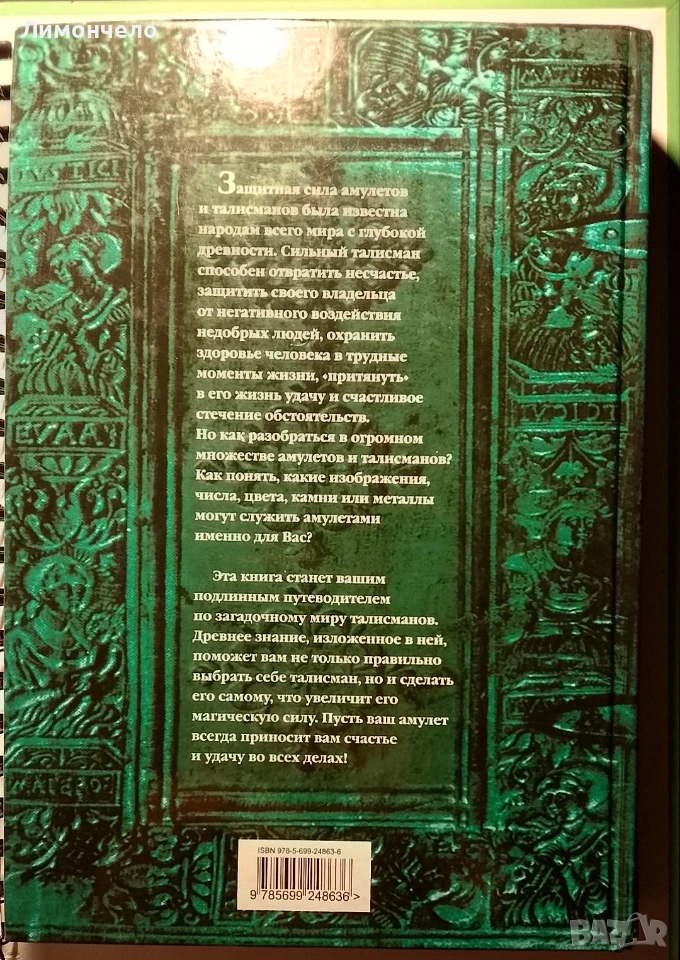 Лимончело
Защитная сила амулетов
и талисманов была известна
народам всего мира с глубокой
древности. Сильный талисман
способен отвратить несчастье,
защитить своего владельца
от негативного воздействия
недобрых людей, охранить
здоровье человека в трудные
моменты жизни, «притянуть»
в его жизнь удачу и счастливое
стечение обстоятельств.
Но как разобраться в огромном
множестве амулетов и талисманов?
Как понять, какие изображения,
числа, цвета, камни или металлы
могут служить амулетами
именно для Вас?
Эта книга станет вашим
подлинным путеводителем
по загадочному миру талисманов.
Древнее знание, изложенное в ней,
поможет вам не только правильно
выбрать себе талисман, но и сделать
его самому, что увеличит его
магическую силу. Пусть ваш амулет
всегда приносит вам счастье
и удачу во всех делах!
ISBN 978-5-699-24863-6
9 785699 248636 >
BAZAR